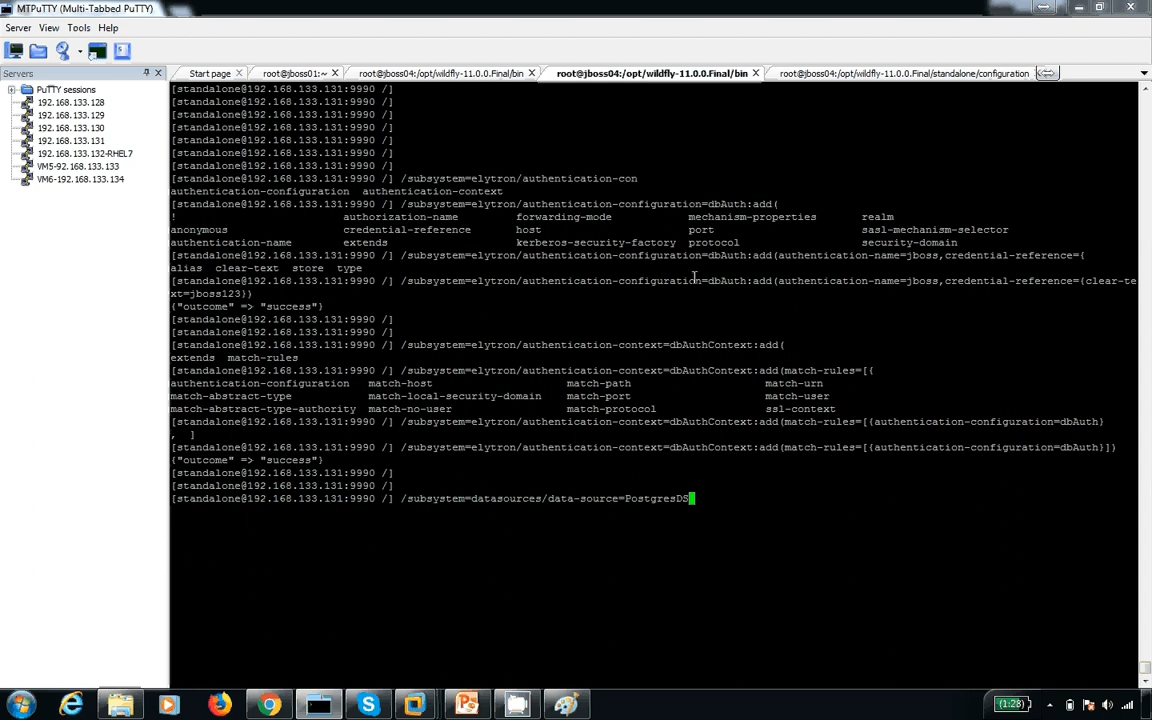 MTPuTTY (Multi-Tabbed PuTTY)
Server View Tools Help
Servers
PuTTY sessions
192.168.133.128
192.168.133.129
192.168.133.130
192.168.133.131
192.168.133.132-RHEL7
VM5-92.168.133.133
VM6-192.168.133.134
Start page root@jboss01:~ root@jboss04:/opt/wildfly-11.0.0.Final/bin root@jboss04:/opt/wildfly-11.0.0.Final/bin root@jboss04:/opt/wildfly-11.0.0.Final/standalone/configuration
[standalone@192.168.133.131:9990 /]
[standalone@192.168.133.131:9990 /]
[standalone@192.168.133.131:9990 /]
[standalone@192.168.133.131:9990 /]
[standalone@192.168.133.131:9990 /]
[standalone@192.168.133.131:9990 /]
[standalone@192.168.133.131:9990 /]
[standalone@192.168.133.131:9990 /] /subsystem=elytron/authentication-con
authentication-configuration authentication-context
[standalone@192.168.133.131:9990 /] /subsystem=elytron/authentication-configuration=dbAuth:add(
! authorization-name forwarding-mode mechanism-properties realm
anonymous credential-reference host port sasl-mechanism-selector
authentication-name extends kerberos-security-factory protocol security-domain
[standalone@192.168.133.131:9990 /] /subsystem=elytron/authentication-configuration=dbAuth:add(authentication-name=jboss,credential-reference={
alias clear-text store type
[standalone@192.168.133.131:9990 /] /subsystem=elytron/authentication-configuration=dbAuth:add(authentication-name=jboss,credential-reference={clear-te
xt=jboss123})
{"outcome" => "success"}
[standalone@192.168.133.131:9990 /]
[standalone@192.168.133.131:9990 /]
[standalone@192.168.133.131:9990 /] /subsystem=elytron/authentication-context=dbAuthContext:add(
extends match-rules
[standalone@192.168.133.131:9990 /] /subsystem=elytron/authentication-context=dbAuthContext:add(match-rules=[{
authentication-configuration match-host match-path match-urn
match-abstract-type match-local-security-domain match-port match-user
match-abstract-type-authority match-no-user match-protocol ssl-context
[standalone@192.168.133.131:9990 /] /subsystem=elytron/authentication-context=dbAuthContext:add(match-rules=[{authentication-configuration=dbAuth}
, ]
[standalone@192.168.133.131:9990 /] /subsystem=elytron/authentication-context=dbAuthContext:add(match-rules=[{authentication-configuration=dbAuth}])
{"outcome" => "success"}
[standalone@192.168.133.131:9990 /]
[standalone@192.168.133.131:9990 /]
[standalone@192.168.133.131:9990 /] /subsystem=datasources/data-source=PostgresDS
(1:28)